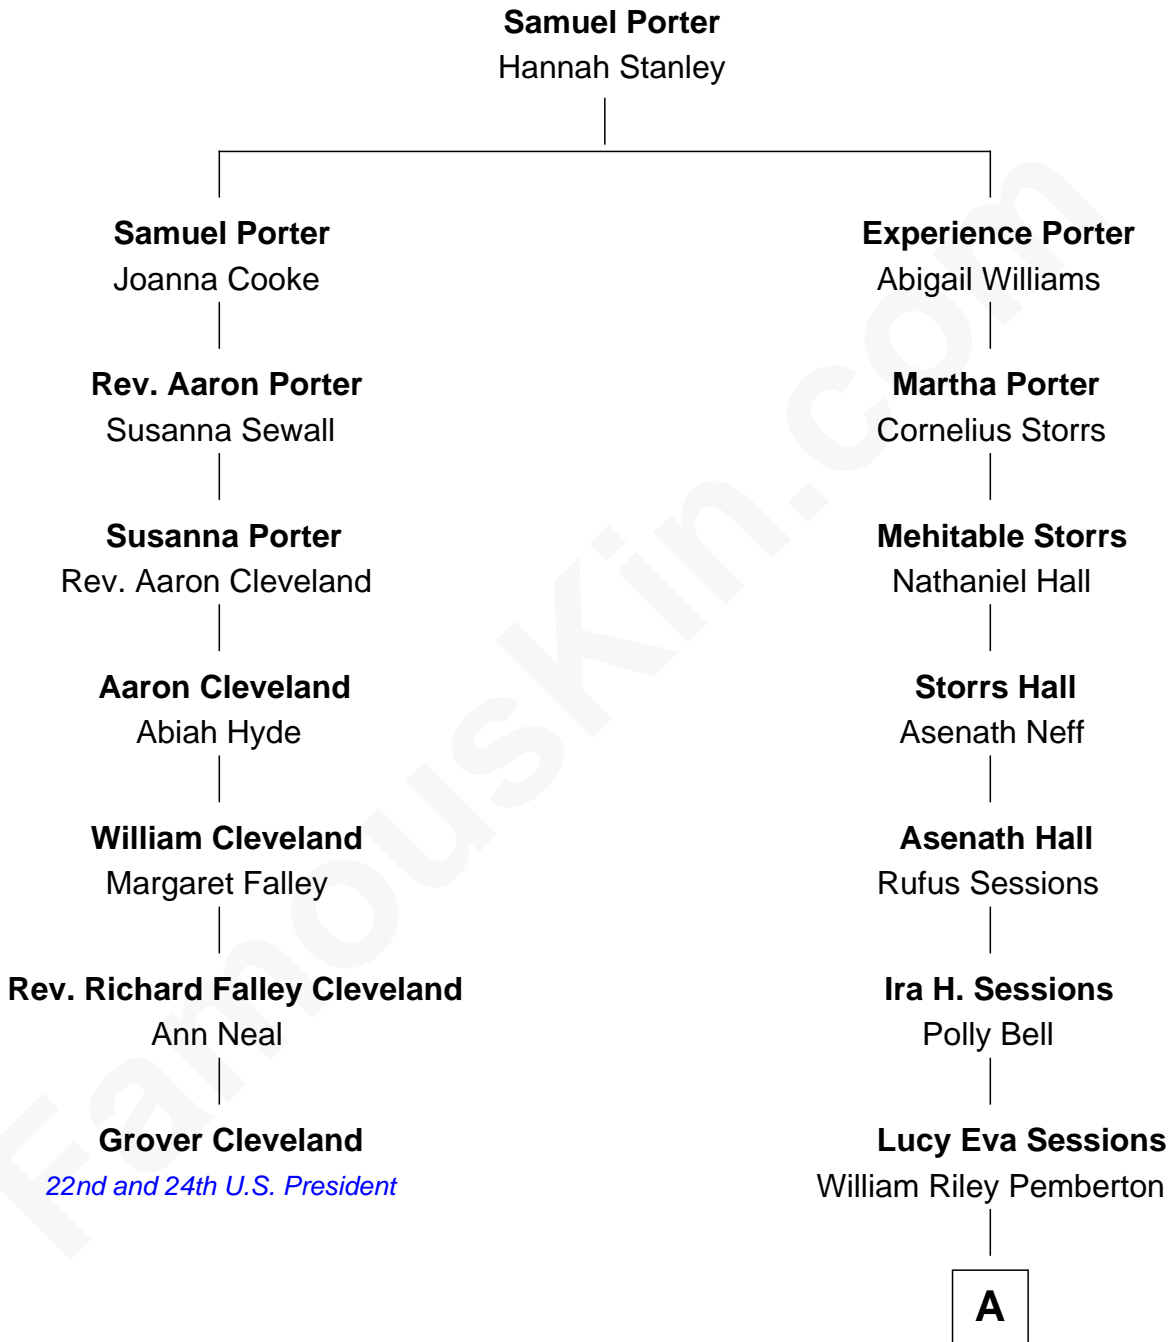 Samuel Porter
Hannah Stanley
Samuel Porter
Joanna Cooke
Rev. Aaron Porter
Susanna Sewall
Susanna Porter
Rev. Aaron Cleveland
Aaron Cleveland
Abiah Hyde
William Cleveland
Margaret Falley
Rev. Richard Falley Cleveland
Ann Neal
Grover Cleveland
22nd and 24th U.S. President
Experience Porter
Abigail Williams
Martha Porter
Cornelius Storrs
Mehitable Storrs
Nathaniel Hall
Storrs Hall
Asenath Neff
Asenath Hall
Rufus Sessions
Ira H. Sessions
Polly Bell
Lucy Eva Sessions
William Riley Pemberton
A
FamousKin.com